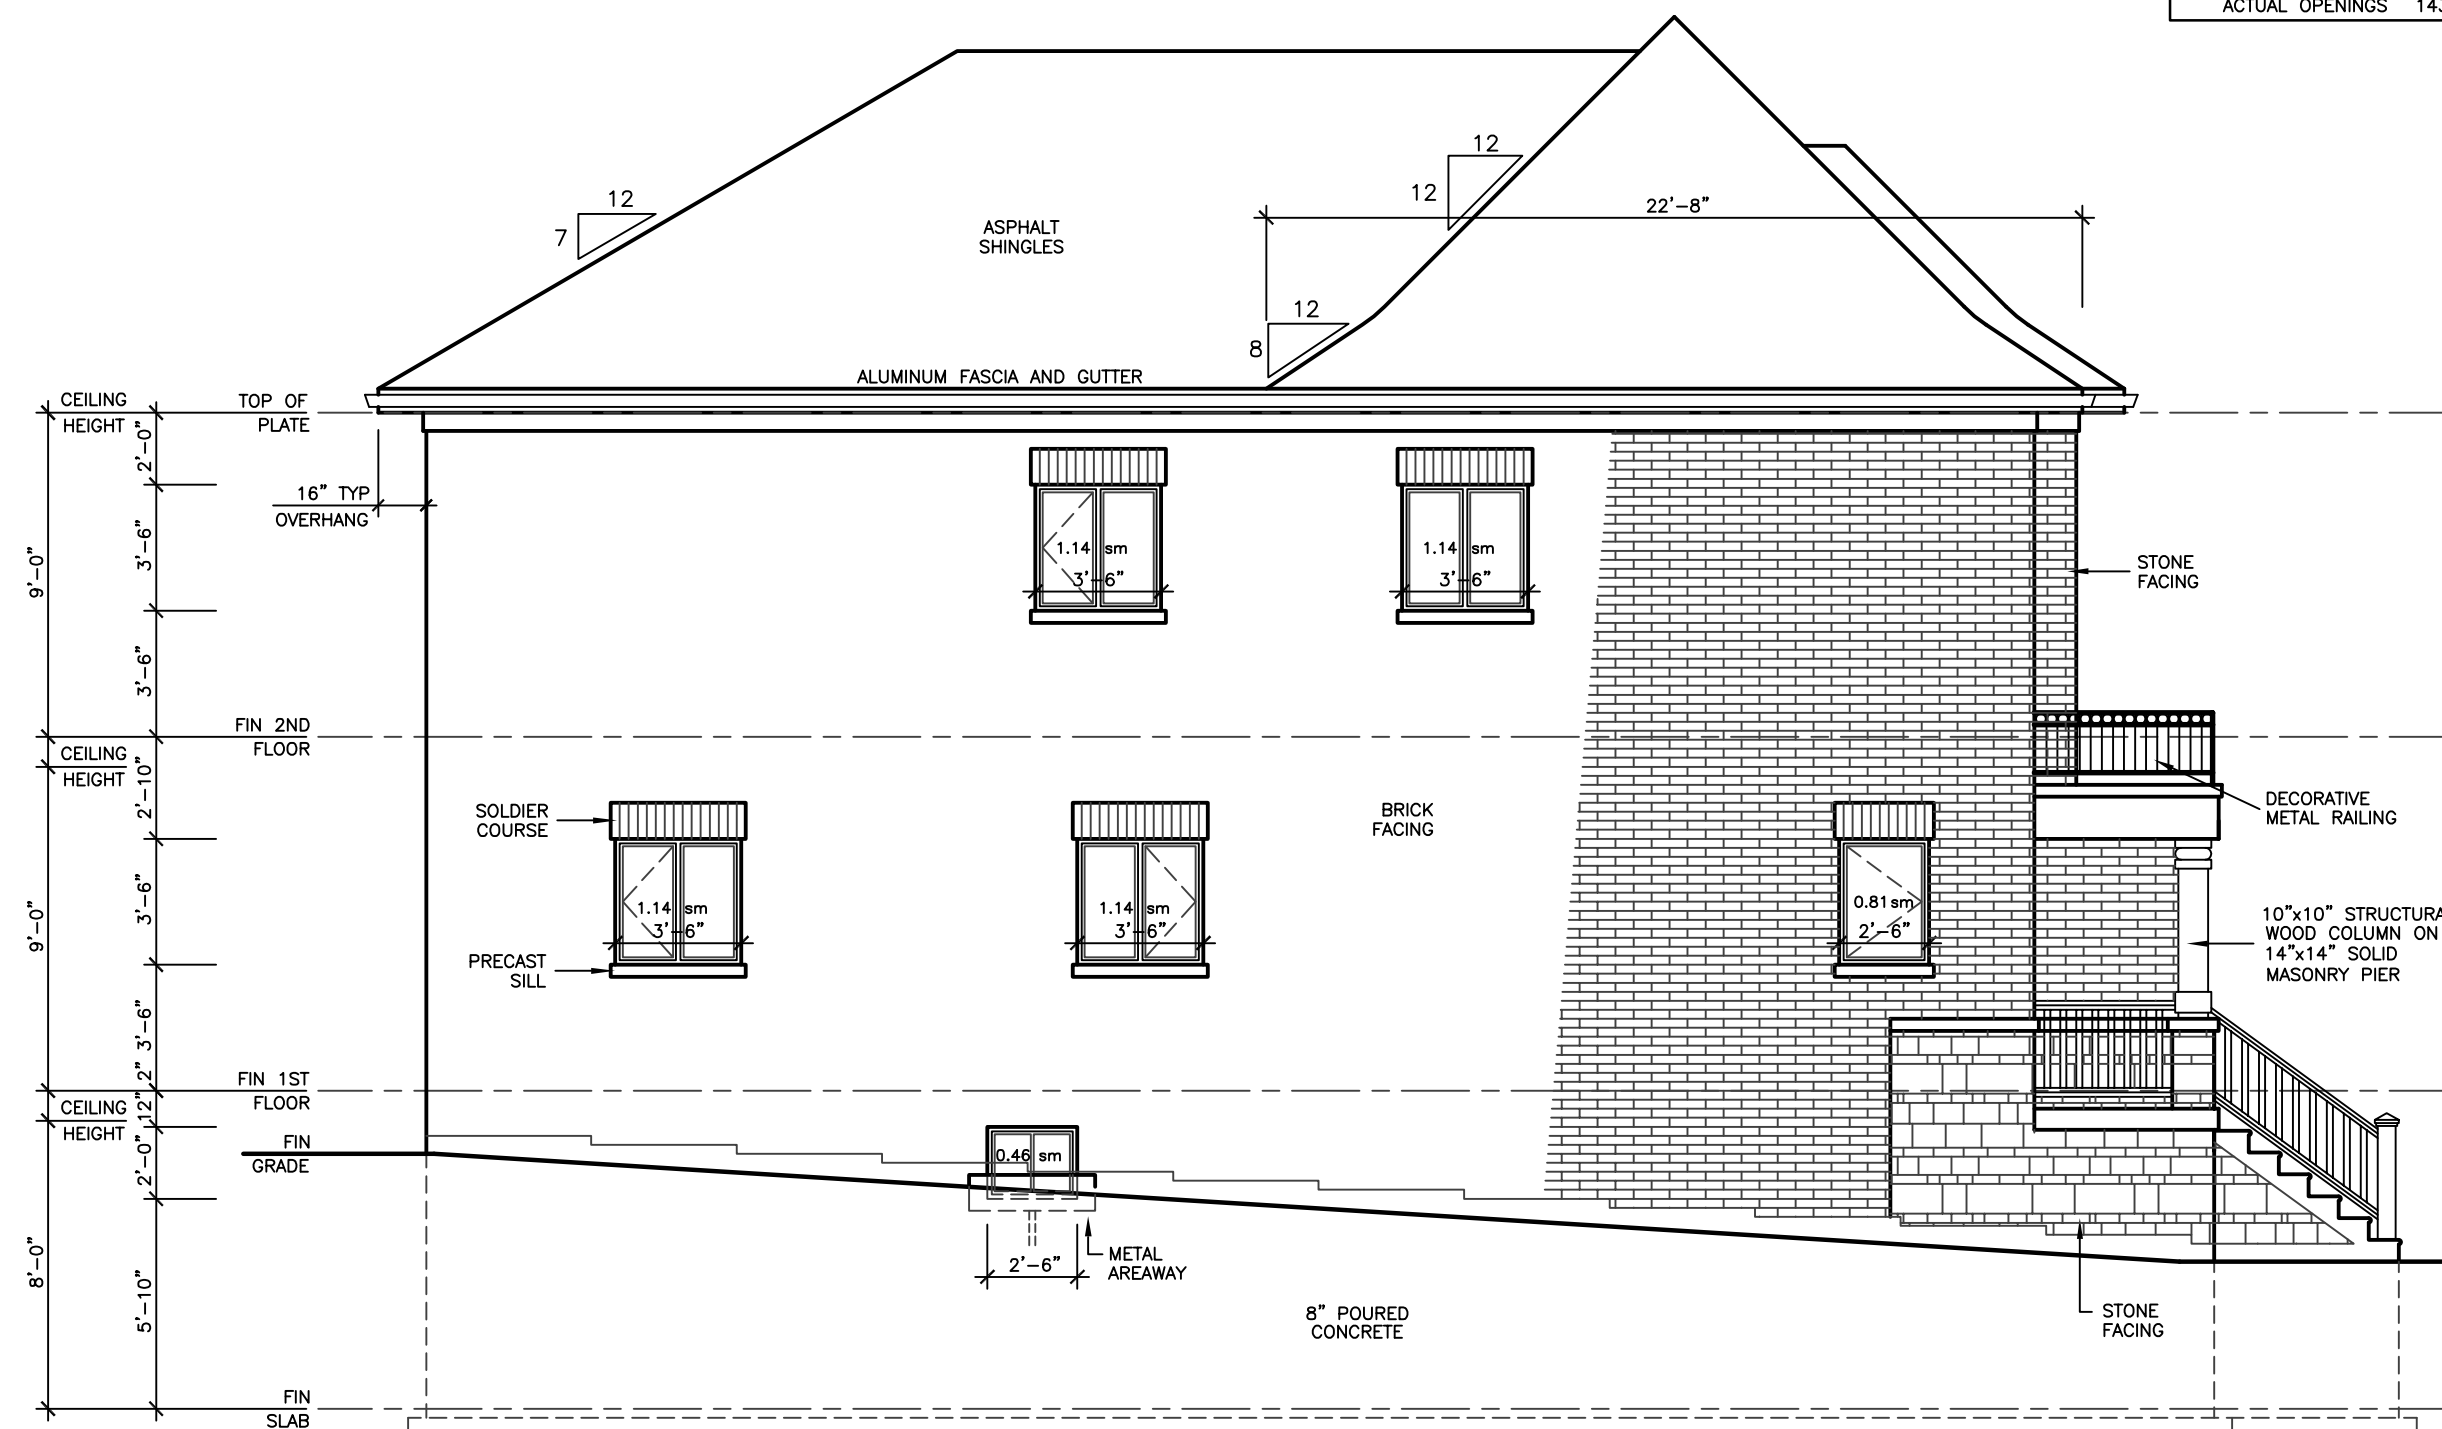 ACTUAL OPENINGS
12
7
ASPHALT
SHINGLES
12
12
22'-8"
12
8
ALUMINUM FASCIA AND GUTTER
CEILING
HEIGHT
TOP OF
PLATE
2'-0"
16" TYP
OVERHANG
9'-0"
3'-6"
3'-6"
1.14 sm
3'-6"
1.14 sm
3'-6"
STONE
FACING
FIN 2ND
FLOOR
CEILING
HEIGHT
2'-10"
SOLDIER
COURSE
BRICK
FACING
DECORATIVE
METAL RAILING
9'-0"
3'-6"
3'-6"
1.14 sm
3'-6"
1.14 sm
3'-6"
0.81sm
2'-6"
10"x10" STRUCTURA
WOOD COLUMN ON
14"x14" SOLID
MASONRY PIER
PRECAST
SILL
2"
FIN 1ST
FLOOR
CEILING
HEIGHT
12"
FIN
GRADE
2'-0"
0.46 sm
8'-0"
5'-10"
2'-6"
METAL
AREAWAY
8" POURED
CONCRETE
STONE
FACING
FIN
SLAB